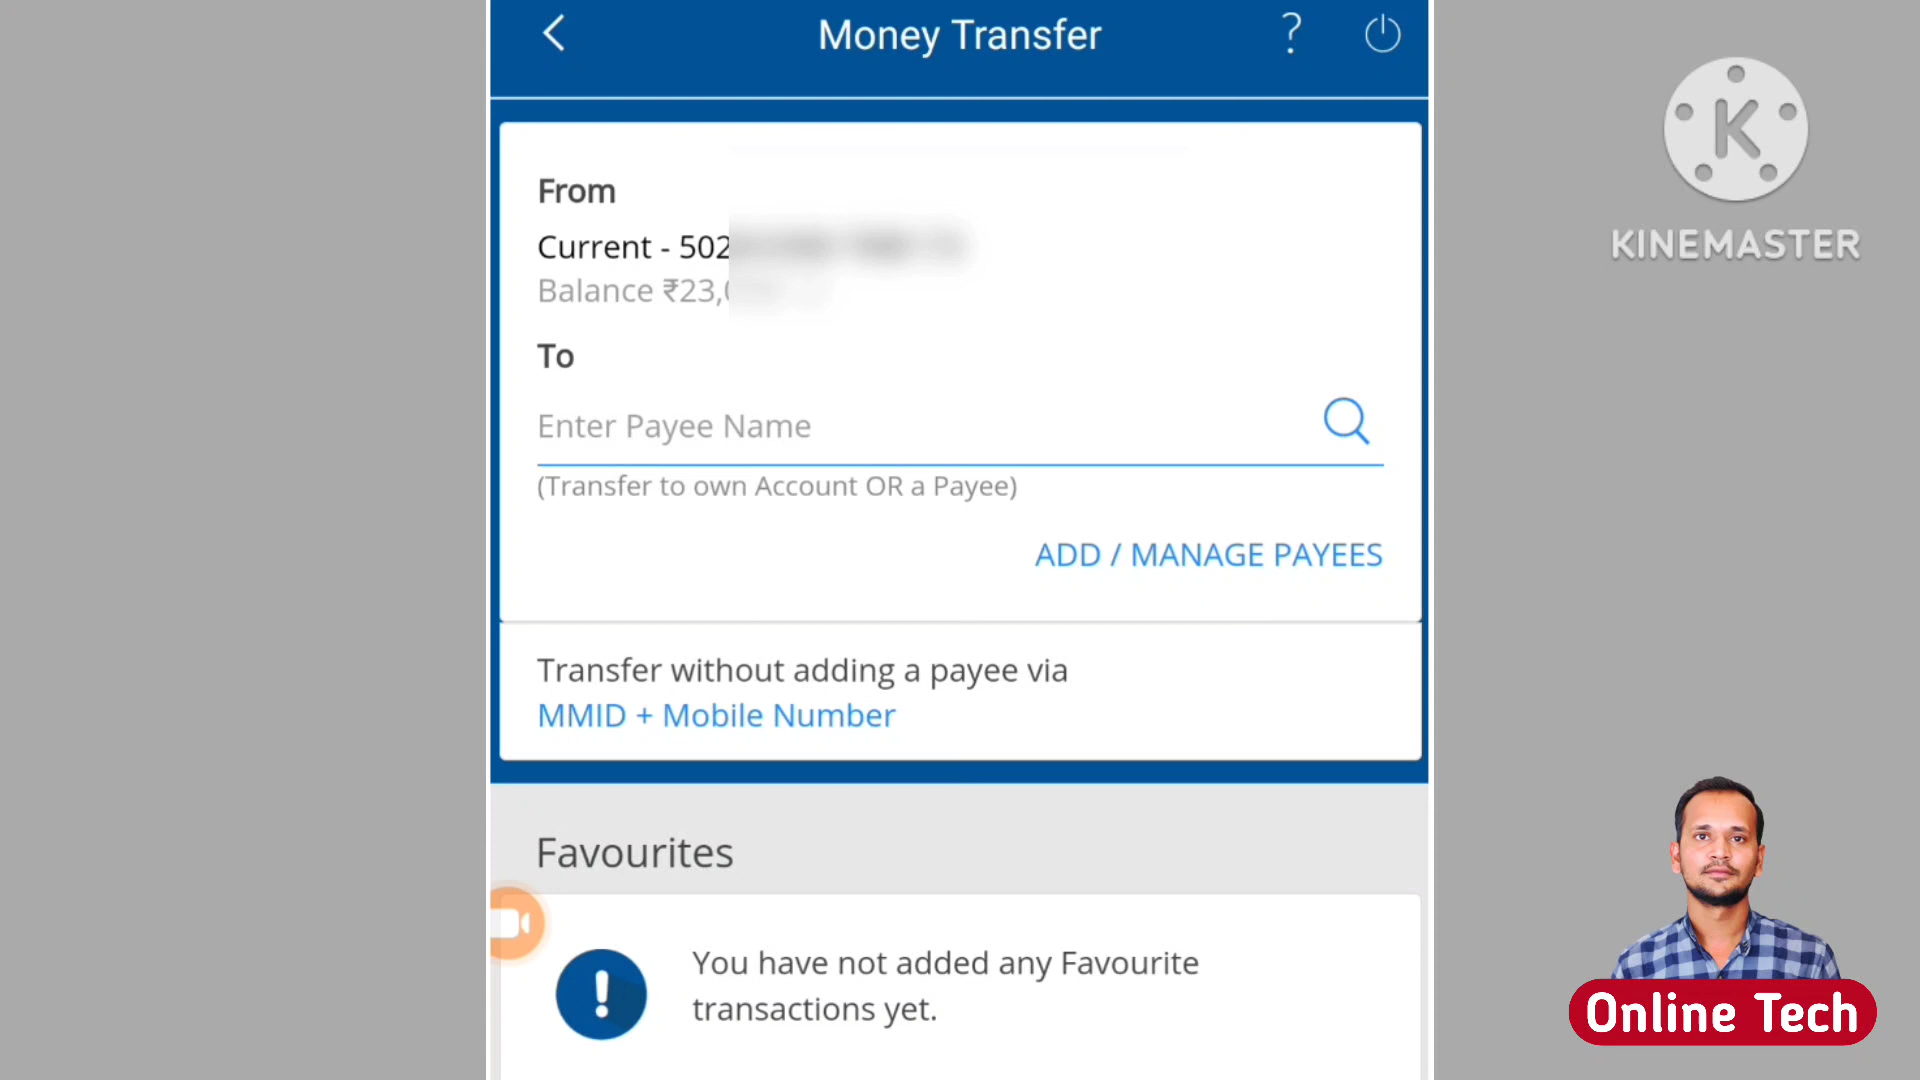 Money Transfer
KINEMASTER
From
Current - 502
Balance ₹23,
To
Enter Payee Name
(Transfer to own Account OR a Payee)
ADD / MANAGE PAYEES
Transfer without adding a payee via
MMID + Mobile Number
Favourites
You have not added any Favourite
transactions yet.
Online Tech